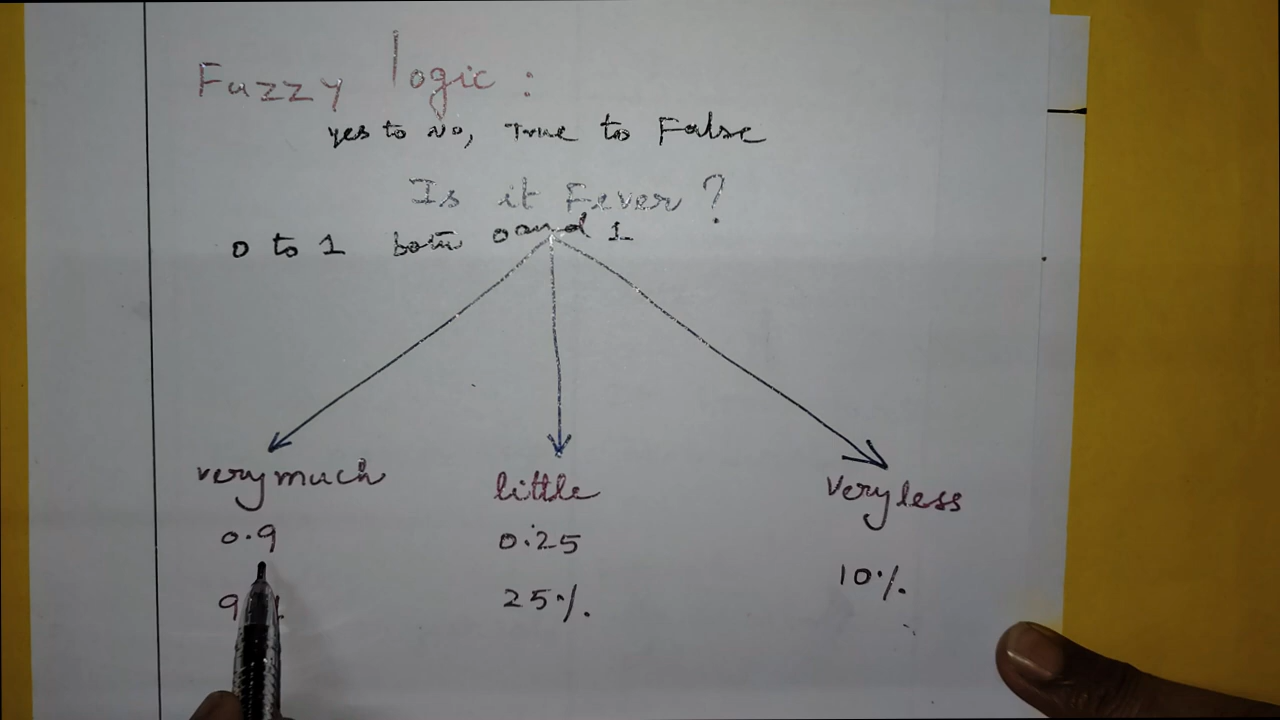 Fuzzy logic :
yes to No, True to False
Is it Fever ?
0 to 1 both 0 and 1
very much little very less
0.9 0.25
9 25%. 10%.